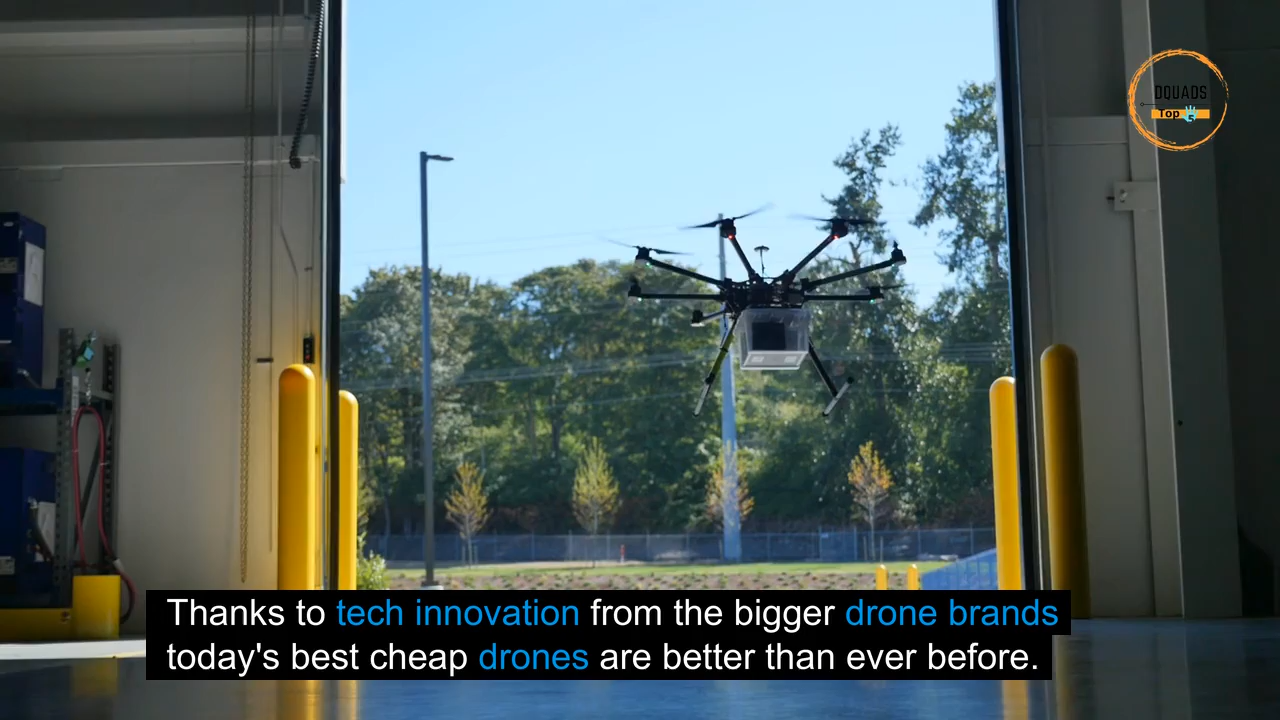 DQUADS
Top
Thanks to tech innovation from the bigger drone brands
today's best cheap drones are better than ever before.